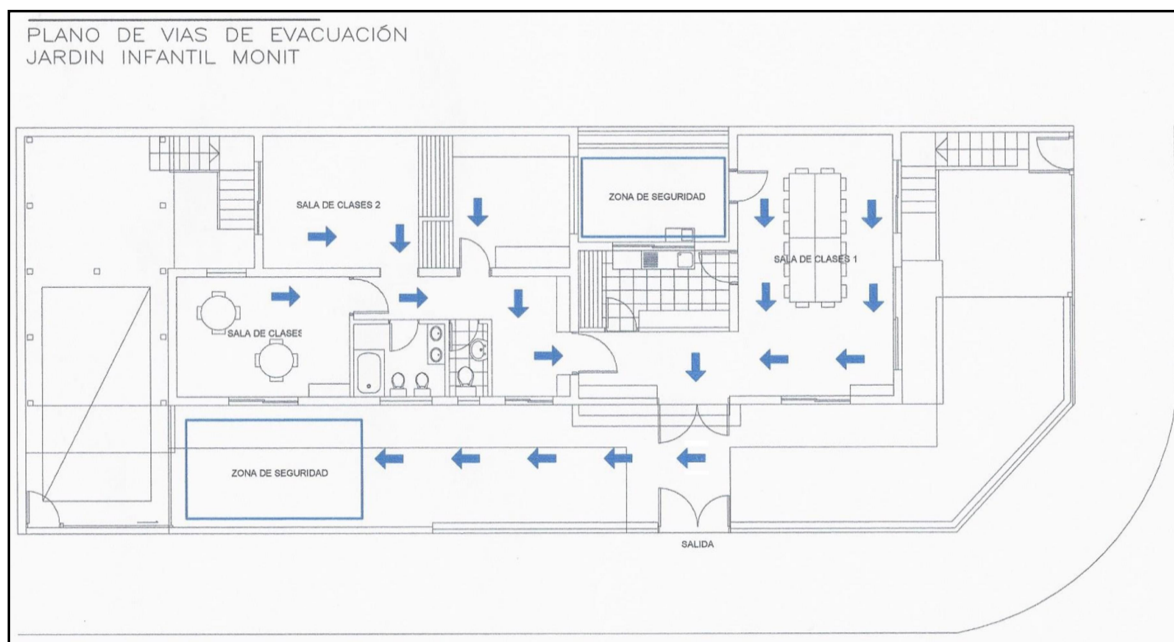 PLANO DE VIAS DE EVACUACIÓN
JARDIN INFANTIL MONIT
SALA DE CLASES 2
ZONA DE SEGURIDAD
SALA DE CLASES 1
SALA DE CLASES
ZONA DE SEGURIDAD
SALIDA